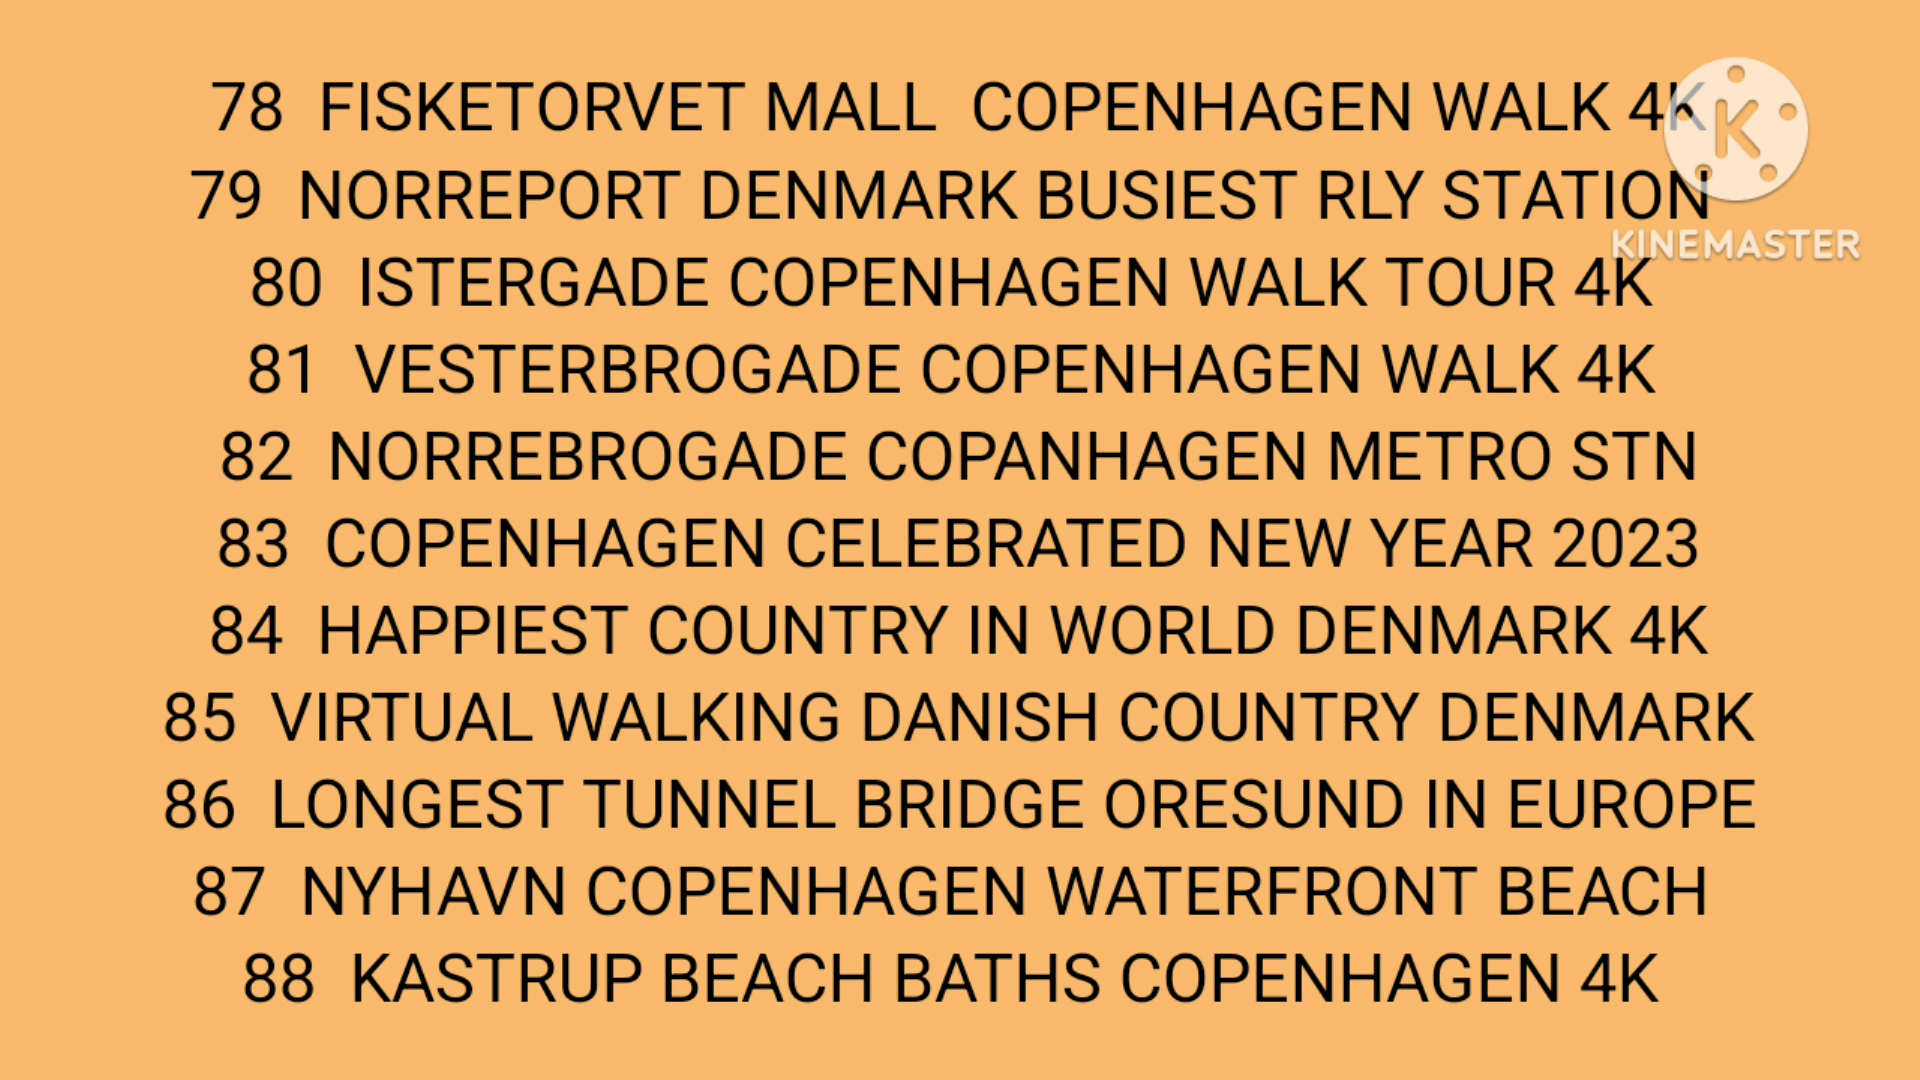 78 FISKETORVET MALL COPENHAGEN WALK 4K
79 NORREPORT DENMARK BUSIEST RLY STATION
KINEMASTER
80 ISTERGADE COPENHAGEN WALK TOUR 4K
81 VESTERBROGADE COPENHAGEN WALK 4K
82 NORREBROGADE COPANHAGEN METRO STN
83 COPENHAGEN CELEBRATED NEW YEAR 2023
84 HAPPIEST COUNTRY IN WORLD DENMARK 4K
85 VIRTUAL WALKING DANISH COUNTRY DENMARK
86 LONGEST TUNNEL BRIDGE ORESUND IN EUROPE
87 NYHAVN COPENHAGEN WATERFRONT BEACH
88 KASTRUP BEACH BATHS COPENHAGEN 4K